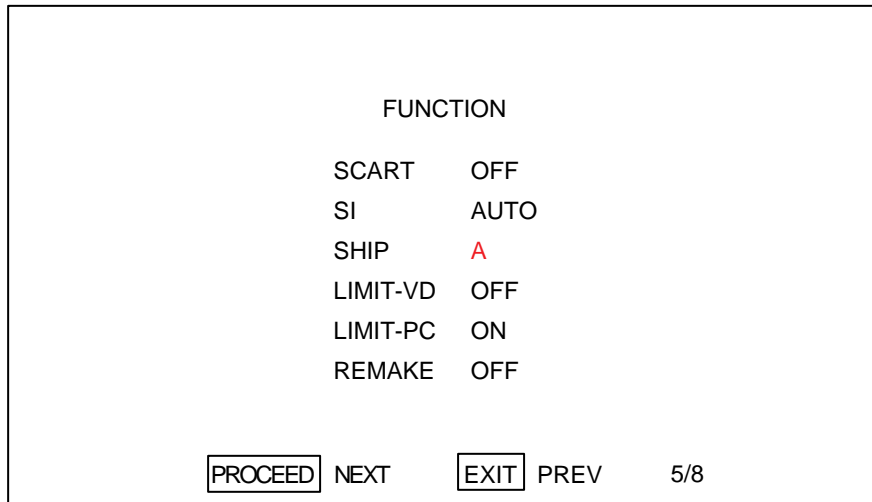 FUNCTION
SCART OFF
SI AUTO
SHIP A
LIMIT-VD OFF
LIMIT-PC ON
REMAKE OFF
PROCEED NEXT EXIT PREV 5/8